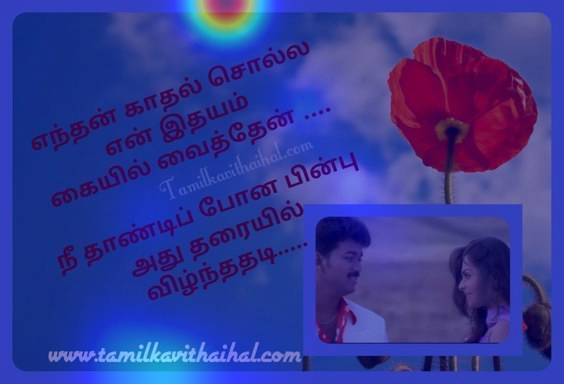 எந்தன் காதல் சொல்ல
என் இதயம்
கையில் வைத்தேன் ....
Tamilkavithaihal.com
நீ தாண்டிப் போன பின்பு
அது தரையில்
விழ்ந்ததடி.....
www.tamilkavithaihal.com